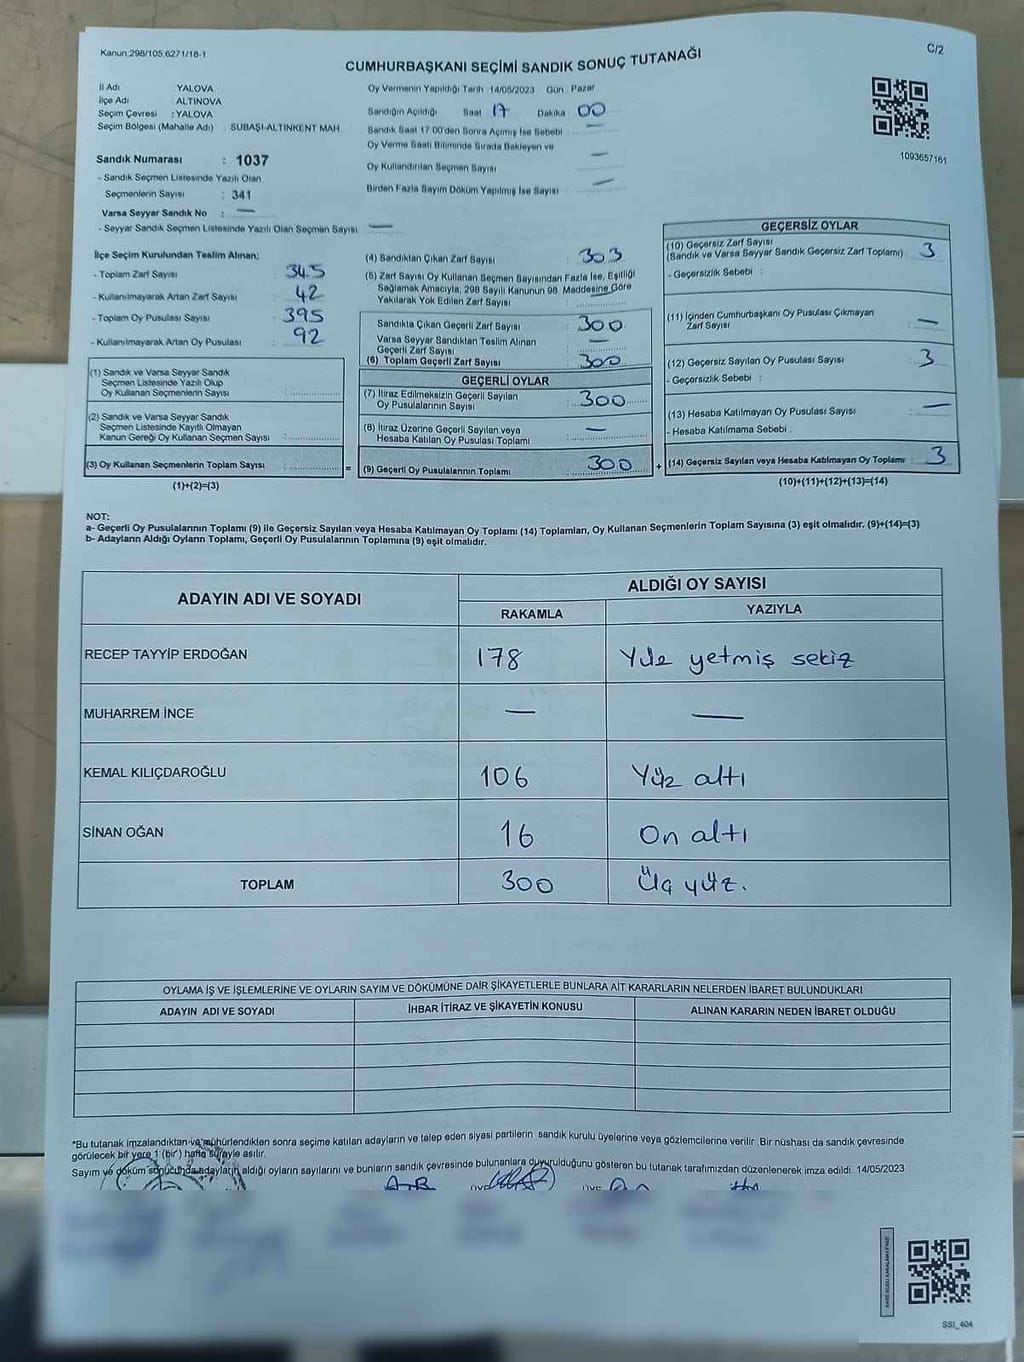 Kanun,298/105,6271/18-1
C/2
CUMHURBAŞKANI SEÇİMİ SANDIK SONUÇ TUTANAĞI
İl Adı YALOVA
İlçe Adı ALTINOVA
Seçim Çevresi : YALOVA
Seçim Bölgesi (Mahalle Adı) : SUBAŞI-ALTINKENT MAH
Sandık Numarası : 1037
- Sandık Seçmen Listesinde Yazılı Olan
Seçmenlerin Sayısı : 341
Varsa Seyyar Sandık No : —
- Seyyar Sandık Seçmen Listesinde Yazılı Olan Seçmen Sayısı: —
Oy Vermenin Yapıldığı Tarih : 14/05/2023 Gün : Pazar
Sandığın Açıldığı Saat 17 Dakika 00
Sandık Saat 17:00'den Sonra Açımış İse Sebebi : —
Oy Verme Saati Bitiminde Sırada Bekleyen ve
Oy Kullandırılan Seçmen Sayısı —
Birden Fazla Sayım Döküm Yapılmış İse Sayısı : —
1093657161
İlçe Seçim Kurulundan Teslim Alınan;
- Toplam Zarf Sayısı : 345
- Kullanılmayarak Artan Zarf Sayısı : 42
- Toplam Oy Pusulası Sayısı : 395
- Kullanılmayarak Artan Oy Pusulası : 92
(1) Sandık ve Varsa Seyyar Sandık
Seçmen Listesinde Yazılı Olup
Oy Kullanan Seçmenlerin Sayısı :
(2) Sandık ve Varsa Seyyar Sandık
Seçmen Listesinde Kayıtlı Olmayan
Kanun Gereği Oy Kullanan Seçmen Sayısı :
(3) Oy Kullanan Seçmenlerin Toplam Sayısı :
(1)+(2)=(3)
(4) Sandıktan Çıkan Zarf Sayısı : 303
(5) Zarf Sayısı Oy Kullanan Seçmen Sayısından Fazla İse, Eşitliği
Sağlamak Amacıyla, 298 Sayılı Kanunun 98. Maddesine Göre
Yakılarak Yok Edilen Zarf Sayısı : —
Sandıkta Çıkan Geçerli Zarf Sayısı : 300
Varsa Seyyar Sandıktan Teslim Alınan
Geçerli Zarf Sayısı : —
(6) Toplam Geçerli Zarf Sayısı : 300
GEÇERLİ OYLAR
(7) İtiraz Edilmeksizin Geçerli Sayılan
Oy Pusulalarının Sayısı : 300
(8) İtiraz Üzerine Geçerli Sayılan veya
Hesaba Katılan Oy Pusulası Toplamı : —
= (9) Geçerli Oy Pusulalarının Toplamı : 300
GEÇERSİZ OYLAR
(10) Geçersiz Zarf Sayısı
(Sandık ve Varsa Seyyar Sandık Geçersiz Zarf Toplamı) : 3
- Geçersizlik Sebebi :
(11) İçinden Cumhurbaşkanı Oy Pusulası Çıkmayan
Zarf Sayısı : —
(12) Geçersiz Sayılan Oy Pusulası Sayısı : 3
- Geçersizlik Sebebi :
(13) Hesaba Katılmayan Oy Pusulası Sayısı : —
- Hesaba Katılmama Sebebi :
+ (14) Geçersiz Sayılan veya Hesaba Katılmayan Oy Toplamı : 3
(10)+(11)+(12)+(13)=(14)
NOT:
a- Geçerli Oy Pusulalarının Toplamı (9) ile Geçersiz Sayılan veya Hesaba Katılmayan Oy Toplamı (14) Toplamları, Oy Kullanan Seçmenlerin Toplam Sayısına (3) eşit olmalıdır. (9)+(14)=(3)
b- Adayların Aldığı Oyların Toplamı, Geçerli Oy Pusulalarının Toplamına (9) eşit olmalıdır.
ADAYIN ADI VE SOYADI ALDIĞI OY SAYISI
RAKAMLA YAZIYLA
RECEP TAYYİP ERDOĞAN 178 Yüz yetmiş sekiz
MUHARREM İNCE — —
KEMAL KILIÇDAROĞLU 106 Yüz altı
SİNAN OĞAN 16 On altı
TOPLAM 300 Üç yüz.
OYLAMA İŞ VE İŞLEMLERİNE VE OYLARIN SAYIM VE DÖKÜMÜNE DAİR ŞİKAYETLERLE BUNLARA AİT KARARLARIN NELERDEN İBARET BULUNDUKLARI
ADAYIN ADI VE SOYADI İHBAR İTİRAZ VE ŞİKAYETİN KONUSU ALINAN KARARIN NEDEN İBARET OLDUĞU
*Bu tutanak imzalandıktan ve mühürlendikten sonra seçime katılan adayların ve talep eden siyasi partilerin sandık kurulu üyelerine veya gözlemcilerine verilir. Bir nüshası da sandık çevresinde
görülecek bir yere 1 (bir) hafta süreyle asılır.
Sayım ve döküm sonucunda adayların aldığı oyların sayılarını ve bunların sandık çevresinde bulunanlara duyurulduğunu gösteren bu tutanak tarafımızdan düzenlenerek imza edildi. 14/05/2023
SSI_404